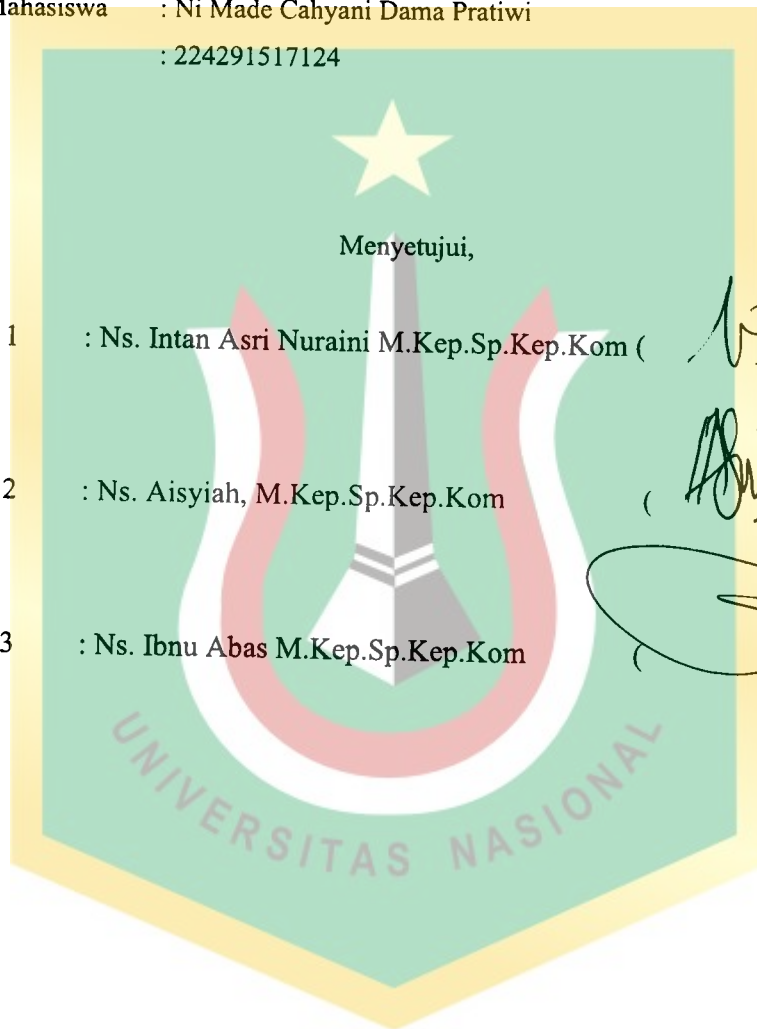 Mahasiswa : Ni Made Cahyani Dama Pratiwi
: 224291517124
Menyetujui,
1 : Ns. Intan Asri Nuraini M.Kep.Sp.Kep.Kom (
2 : Ns. Aisyiah, M.Kep.Sp.Kep.Kom (
3 : Ns. Ibnu Abas M.Kep.Sp.Kep.Kom (
UNIVERSITAS NASIONAL